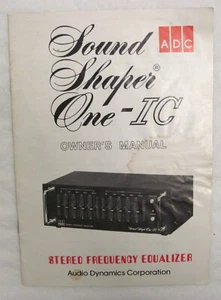 Sound
ADC
Shaper®
One-IC
OWNER'S MANUAL
STEREO FREQUENCY EQUALIZER
Audio Dynamics Corporation